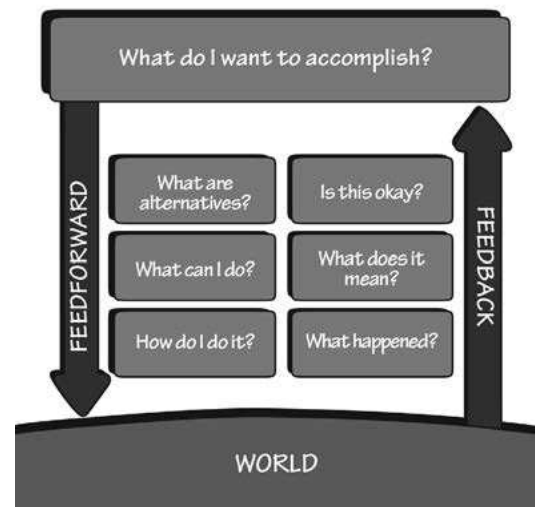 What do I want to accomplish?
FEEDFORWARD
What are
alternatives?
What can I do?
How do I do it?
Is this okay?
What does it
mean?
What happened?
FEEDBACK
WORLD